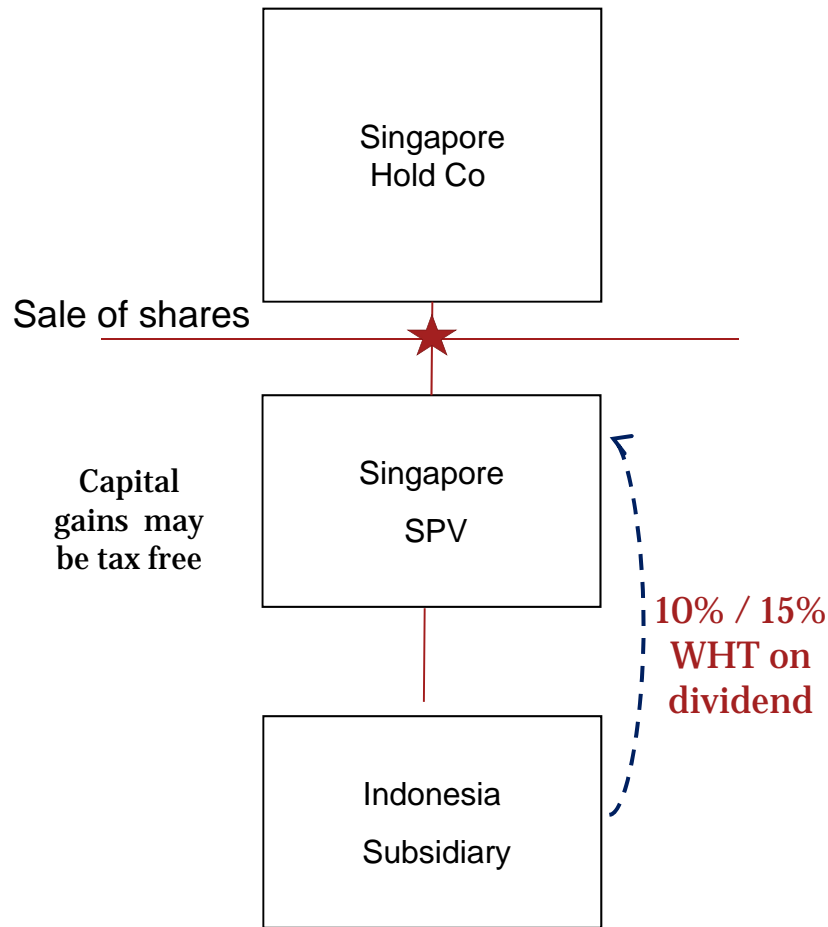 Singapore
Hold Co
Sale of shares
Singapore
SPV
Capital
gains may
be tax free
10% / 15%
WHT on
dividend
Indonesia
Subsidiary